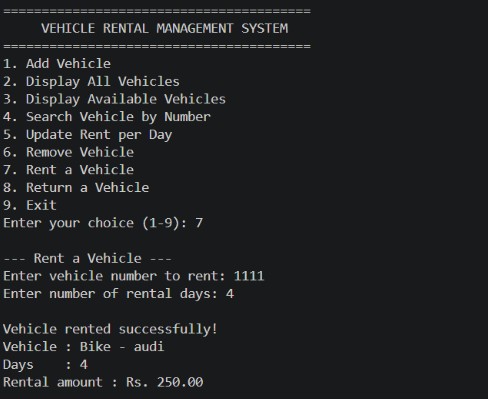 ========================================
VEHICLE RENTAL MANAGEMENT SYSTEM
========================================
1. Add Vehicle
2. Display All Vehicles
3. Display Available Vehicles
4. Search Vehicle by Number
5. Update Rent per Day
6. Remove Vehicle
7. Rent a Vehicle
8. Return a Vehicle
9. Exit
Enter your choice (1-9): 7
--- Rent a Vehicle ---
Enter vehicle number to rent: 1111
Enter number of rental days: 4
Vehicle rented successfully!
Vehicle : Bike - audi
Days    : 4
Rental amount : Rs. 250.00